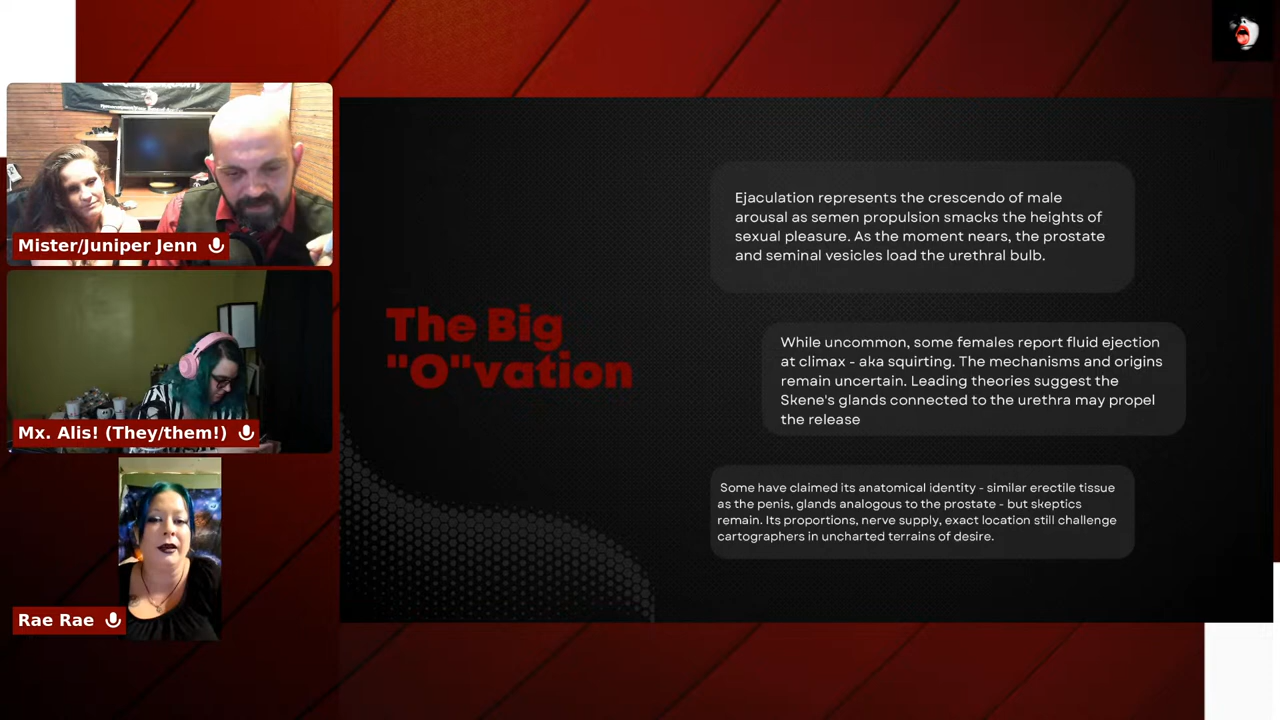 Mister/Juniper Jenn
Mx. Alis! (They/them!)
Rae Rae
The Big
"O"vation
Ejaculation represents the crescendo of male
arousal as semen propulsion smacks the heights of
sexual pleasure. As the moment nears, the prostate
and seminal vesicles load the urethral bulb.
While uncommon, some females report fluid ejection
at climax - aka squirting. The mechanisms and origins
remain uncertain. Leading theories suggest the
Skene's glands connected to the urethra may propel
the release
Some have claimed its anatomical identity - similar erectile tissue
as the penis, glands analogous to the prostate - but skeptics
remain. Its proportions, nerve supply, exact location still challenge
cartographers in uncharted terrains of desire.